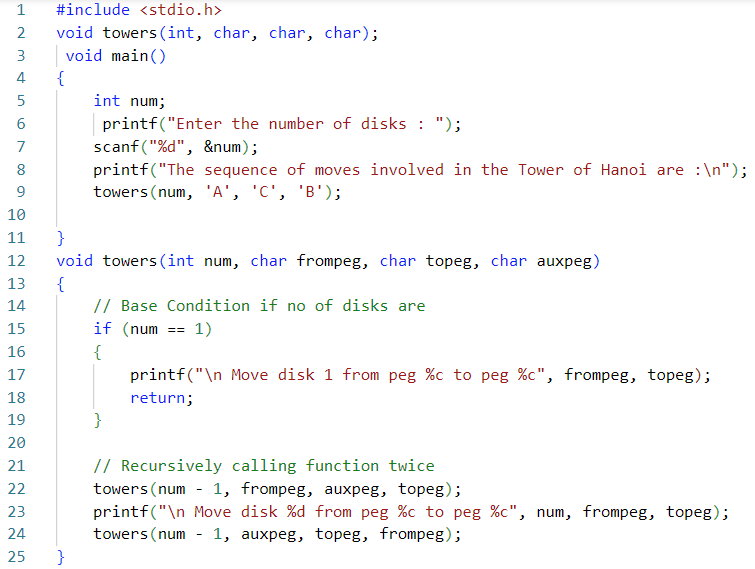 1 #include <stdio.h>
2 void towers(int, char, char, char);
3 void main()
4 {
5 int num;
6 printf("Enter the number of disks : ");
7 scanf("%d", &num);
8 printf("The sequence of moves involved in the Tower of Hanoi are :\n");
9 towers(num, 'A', 'C', 'B');
10
11 }
12 void towers(int num, char frompeg, char topeg, char auxpeg)
13 {
14 // Base Condition if no of disks are
15 if (num == 1)
16 {
17 printf("\n Move disk 1 from peg %c to peg %c", frompeg, topeg);
18 return;
19 }
20
21 // Recursively calling function twice
22 towers(num - 1, frompeg, auxpeg, topeg);
23 printf("\n Move disk %d from peg %c to peg %c", num, frompeg, topeg);
24 towers(num - 1, auxpeg, topeg, frompeg);
25 }